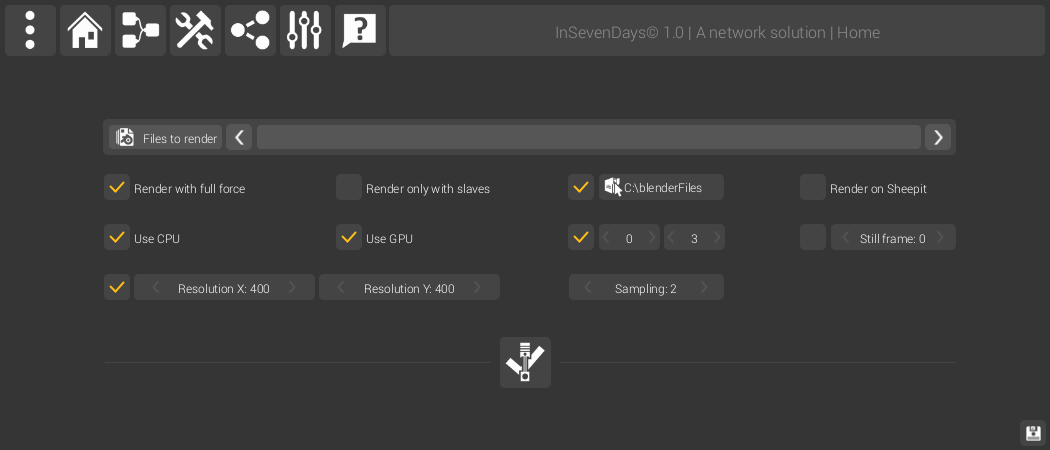 InSevenDays© 1.0 | A network solution | Home
Files to render
Render with full force
Render only with slaves
C:\blenderFiles
Render on Sheepit
Use CPU
Use GPU
0
3
Still frame: 0
Resolution X: 400
Resolution Y: 400
Sampling: 2